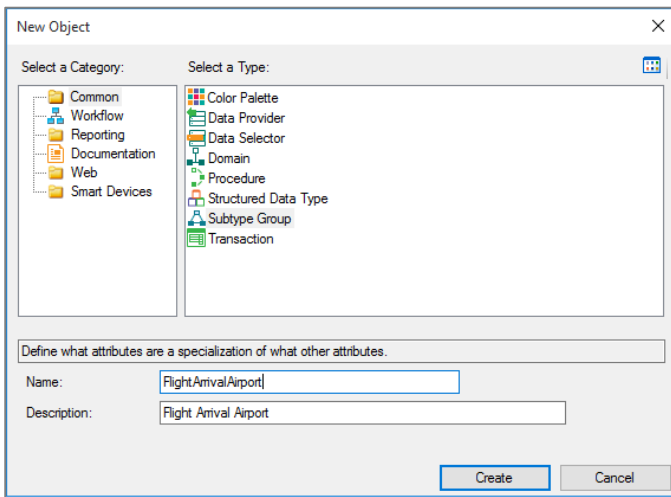 New Object
Select a Category:
Select a Type:
Common
Workflow
Reporting
Documentation
Web
Smart Devices
Color Palette
Data Provider
Data Selector
Domain
Procedure
Structured Data Type
Subtype Group
Transaction
Define what attributes are a specialization of what other attributes.
Name:
FlightArrivalAirport
Description:
Flight Arrival Airport
Create
Cancel